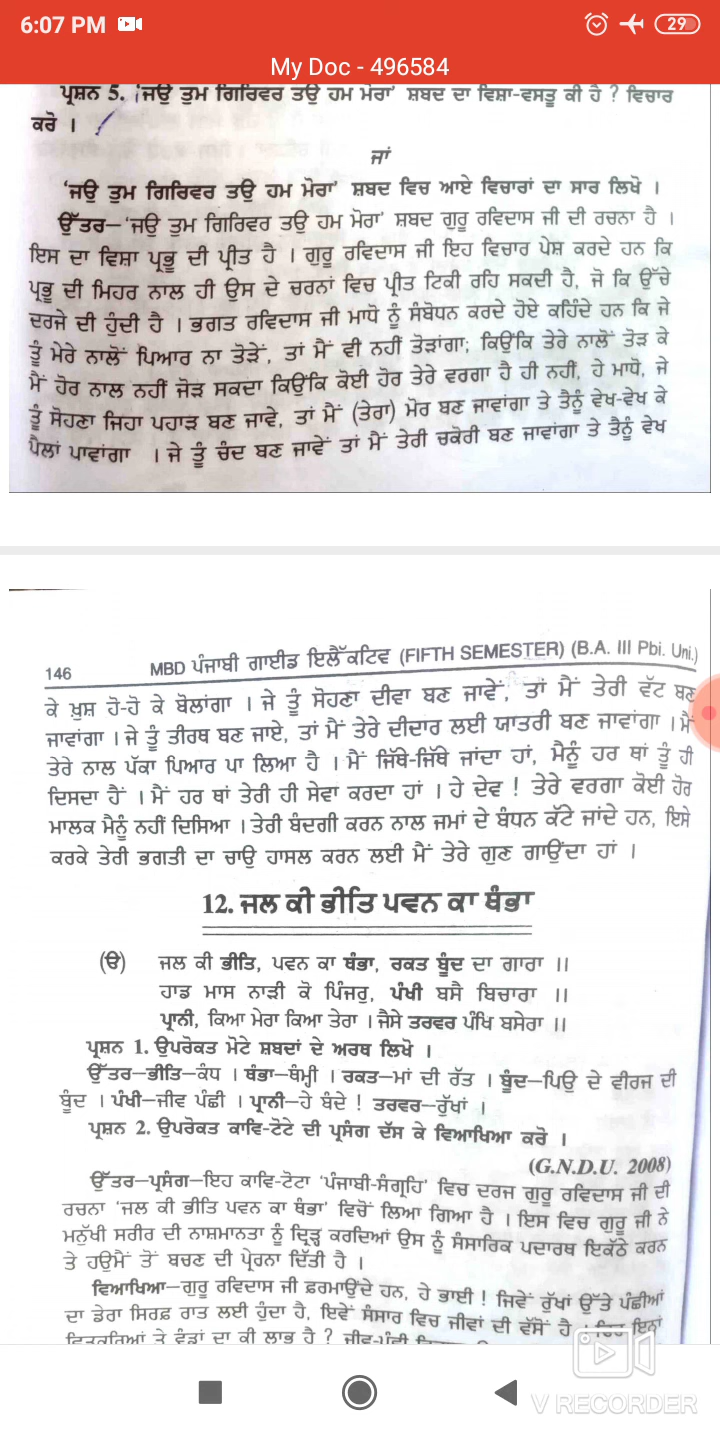 6:07 PM
29
My Doc - 496584
ਪ੍ਰਸ਼ਨ 5. 'ਜਉ ਤੁਮ ਗਿਰਿਵਰ ਤਉ ਹਮ ਮੋਰਾ' ਸ਼ਬਦ ਦਾ ਵਿਸ਼ਾ-ਵਸਤੂ ਕੀ ਹੈ ? ਵਿਚਾਰ
ਕਰੋ ।
ਜਾਂ
'ਜਉ ਤੁਮ ਗਿਰਿਵਰ ਤਉ ਹਮ ਮੋਰਾ' ਸ਼ਬਦ ਵਿਚ ਆਏ ਵਿਚਾਰਾਂ ਦਾ ਸਾਰ ਲਿਖੋ ।
ਉੱਤਰ–'ਜਉ ਤੁਮ ਗਿਰਿਵਰ ਤਉ ਹਮ ਮੋਰਾ' ਸ਼ਬਦ ਗੁਰੂ ਰਵਿਦਾਸ ਜੀ ਦੀ ਰਚਨਾ ਹੈ ।
ਇਸ ਦਾ ਵਿਸ਼ਾ ਪ੍ਰਭੂ ਦੀ ਪ੍ਰੀਤ ਹੈ । ਗੁਰੂ ਰਵਿਦਾਸ ਜੀ ਇਹ ਵਿਚਾਰ ਪੇਸ਼ ਕਰਦੇ ਹਨ ਕਿ
ਪ੍ਰਭੂ ਦੀ ਮਿਹਰ ਨਾਲ ਹੀ ਉਸ ਦੇ ਚਰਨਾਂ ਵਿਚ ਪ੍ਰੀਤ ਟਿਕੀ ਰਹਿ ਸਕਦੀ ਹੈ, ਜੋ ਕਿ ਉੱਚੇ
ਦਰਜੇ ਦੀ ਹੁੰਦੀ ਹੈ । ਭਗਤ ਰਵਿਦਾਸ ਜੀ ਮਾਧੋ ਨੂੰ ਸੰਬੋਧਨ ਕਰਦੇ ਹੋਏ ਕਹਿੰਦੇ ਹਨ ਕਿ ਜੇ
ਤੂੰ ਮੇਰੇ ਨਾਲੋਂ ਪਿਆਰ ਨਾ ਤੋੜੇਂ, ਤਾਂ ਮੈਂ ਵੀ ਨਹੀਂ ਤੋੜਾਂਗਾ; ਕਿਉਂਕਿ ਤੇਰੇ ਨਾਲੋਂ ਤੋੜ ਕੇ
ਮੈਂ ਹੋਰ ਨਾਲ ਨਹੀਂ ਜੋੜ ਸਕਦਾ ਕਿਉਂਕਿ ਕੋਈ ਹੋਰ ਤੇਰੇ ਵਰਗਾ ਹੈ ਹੀ ਨਹੀਂ, ਹੇ ਮਾਧੋ, ਜੇ
ਤੂੰ ਸੋਹਣਾ ਜਿਹਾ ਪਹਾੜ ਬਣ ਜਾਵੇ, ਤਾਂ ਮੈਂ (ਤੇਰਾ) ਮੋਰ ਬਣ ਜਾਵਾਂਗਾ ਤੇ ਤੈਨੂੰ ਵੇਖ-ਵੇਖ ਕੇ
ਪੈਲਾਂ ਪਾਵਾਂਗਾ । ਜੇ ਤੂੰ ਚੰਦ ਬਣ ਜਾਵੇਂ ਤਾਂ ਮੈਂ ਤੇਰੀ ਚਕੋਰੀ ਬਣ ਜਾਵਾਂਗਾ ਤੇ ਤੈਨੂੰ ਵੇਖ
146 MBD ਪੰਜਾਬੀ ਗਾਈਡ ਇਲੈੱਕਟਿਵ (FIFTH SEMESTER) (B.A. III Pbi. Uni.)
ਕੇ ਖ਼ੁਸ਼ ਹੋ-ਹੋ ਕੇ ਬੋਲਾਂਗਾ । ਜੇ ਤੂੰ ਸੋਹਣਾ ਦੀਵਾ ਬਣ ਜਾਵੇਂ, ਤਾਂ ਮੈਂ ਤੇਰੀ ਵੱਟ ਬਣ
ਜਾਵਾਂਗਾ । ਜੇ ਤੂੰ ਤੀਰਥ ਬਣ ਜਾਏ, ਤਾਂ ਮੈਂ ਤੇਰੇ ਦੀਦਾਰ ਲਈ ਯਾਤਰੀ ਬਣ ਜਾਵਾਂਗਾ । ਮੈਂ
ਤੇਰੇ ਨਾਲ ਪੱਕਾ ਪਿਆਰ ਪਾ ਲਿਆ ਹੈ । ਮੈਂ ਜਿੱਥੇ-ਜਿੱਥੇ ਜਾਂਦਾ ਹਾਂ, ਮੈਨੂੰ ਹਰ ਥਾਂ ਤੂੰ ਹੀ
ਦਿਸਦਾ ਹੈਂ । ਮੈਂ ਹਰ ਥਾਂ ਤੇਰੀ ਹੀ ਸੇਵਾ ਕਰਦਾ ਹਾਂ । ਹੇ ਦੇਵ ! ਤੇਰੇ ਵਰਗਾ ਕੋਈ ਹੋਰ
ਮਾਲਕ ਮੈਨੂੰ ਨਹੀਂ ਦਿਸਿਆ । ਤੇਰੀ ਬੰਦਗੀ ਕਰਨ ਨਾਲ ਜਮਾਂ ਦੇ ਬੰਧਨ ਕੱਟੇ ਜਾਂਦੇ ਹਨ, ਇਸੇ
ਕਰਕੇ ਤੇਰੀ ਭਗਤੀ ਦਾ ਚਾਉ ਹਾਸਲ ਕਰਨ ਲਈ ਮੈਂ ਤੇਰੇ ਗੁਣ ਗਾਉਂਦਾ ਹਾਂ ।
12. ਜਲ ਕੀ ਭੀਤਿ ਪਵਨ ਕਾ ਥੰਭਾ
(ੳ) ਜਲ ਕੀ ਭੀਤਿ, ਪਵਨ ਕਾ ਥੰਭਾ, ਰਕਤ ਬੂੰਦ ਦਾ ਗਾਰਾ ॥
ਹਾਡ ਮਾਸ ਨਾੜੀ ਕੋ ਪਿੰਜਰੁ, ਪੰਖੀ ਬਸੈ ਬਿਚਾਰਾ ॥
ਪ੍ਰਾਨੀ, ਕਿਆ ਮੇਰਾ ਕਿਆ ਤੇਰਾ । ਜੈਸੇ ਤਰਵਰ ਪੰਖਿ ਬਸੇਰਾ ॥
ਪ੍ਰਸ਼ਨ 1. ਉਪਰੋਕਤ ਮੋਟੇ ਸ਼ਬਦਾਂ ਦੇ ਅਰਥ ਲਿਖੋ ।
ਉੱਤਰ–ਭੀਤਿ–ਕੰਧ । ਥੰਭਾ–ਥੰਮ੍ਹੀ । ਰਕਤ–ਮਾਂ ਦੀ ਰੱਤ । ਬੂੰਦ–ਪਿਉ ਦੇ ਵੀਰਜ ਦੀ
ਬੂੰਦ । ਪੰਖੀ–ਜੀਵ ਪੰਛੀ । ਪ੍ਰਾਨੀ–ਹੇ ਬੰਦੇ ! ਤਰਵਰ–ਰੁੱਖਾਂ ।
ਪ੍ਰਸ਼ਨ 2. ਉਪਰੋਕਤ ਕਾਵਿ-ਟੋਟੇ ਦੀ ਪ੍ਰਸੰਗ ਦੱਸ ਕੇ ਵਿਆਖਿਆ ਕਰੋ ।
(G.N.D.U. 2008)
ਉੱਤਰ–ਪ੍ਰਸੰਗ–ਇਹ ਕਾਵਿ-ਟੋਟਾ 'ਪੰਜਾਬੀ-ਸੰਗ੍ਰਹਿ' ਵਿਚ ਦਰਜ ਗੁਰੂ ਰਵਿਦਾਸ ਜੀ ਦੀ
ਰਚਨਾ 'ਜਲ ਕੀ ਭੀਤਿ ਪਵਨ ਕਾ ਥੰਭਾ' ਵਿਚੋਂ ਲਿਆ ਗਿਆ ਹੈ । ਇਸ ਵਿਚ ਗੁਰੂ ਜੀ ਨੇ
ਮਨੁੱਖੀ ਸਰੀਰ ਦੀ ਨਾਸ਼ਮਾਨਤਾ ਨੂੰ ਦ੍ਰਿੜ੍ਹ ਕਰਦਿਆਂ ਉਸ ਨੂੰ ਸੰਸਾਰਿਕ ਪਦਾਰਥ ਇਕੱਠੇ ਕਰਨ
ਤੇ ਹਉਮੈਂ ਤੋਂ ਬਚਣ ਦੀ ਪ੍ਰੇਰਨਾ ਦਿੱਤੀ ਹੈ ।
ਵਿਆਖਿਆ–ਗੁਰੂ ਰਵਿਦਾਸ ਜੀ ਫ਼ਰਮਾਉਂਦੇ ਹਨ, ਹੇ ਭਾਈ ! ਜਿਵੇਂ ਰੁੱਖਾਂ ਉੱਤੇ ਪੰਛੀਆਂ
ਦਾ ਡੇਰਾ ਸਿਰਫ਼ ਰਾਤ ਲਈ ਹੁੰਦਾ ਹੈ, ਇਵੇਂ ਸੰਸਾਰ ਵਿਚ ਜੀਵਾਂ ਦੀ ਵੱਸੋਂ ਹੈ । ਇਨਾਂ
ਵਿਤਕਰਿਆਂ ਤੇ ਵੰਡਾਂ ਦਾ ਕੀ ਲਾਭ ਹੈ ? ਜੀਵ-ਪੰਛੀ
V RECORDER